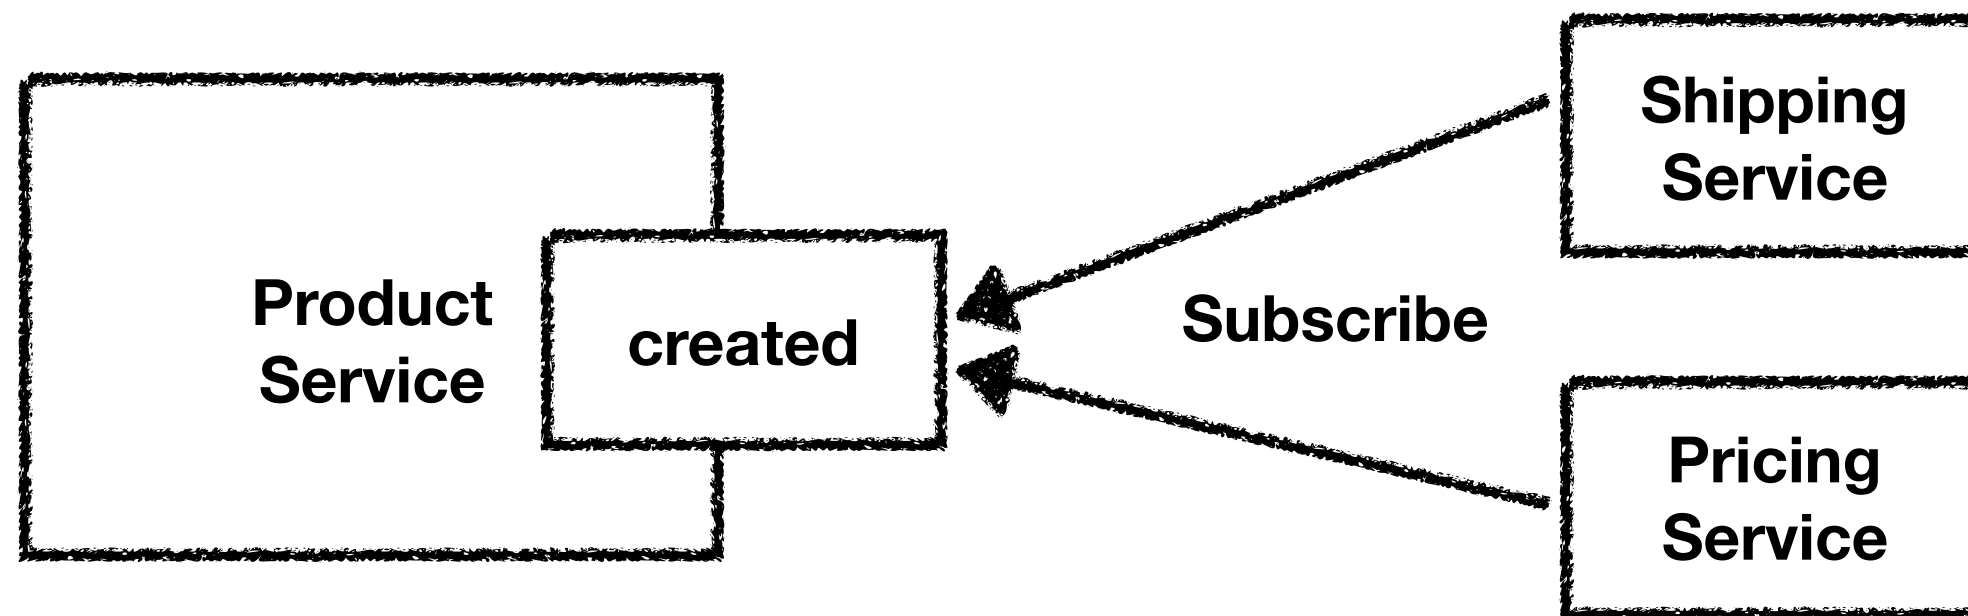 Product
Service
created
Subscribe
Shipping
Service
Pricing
Service